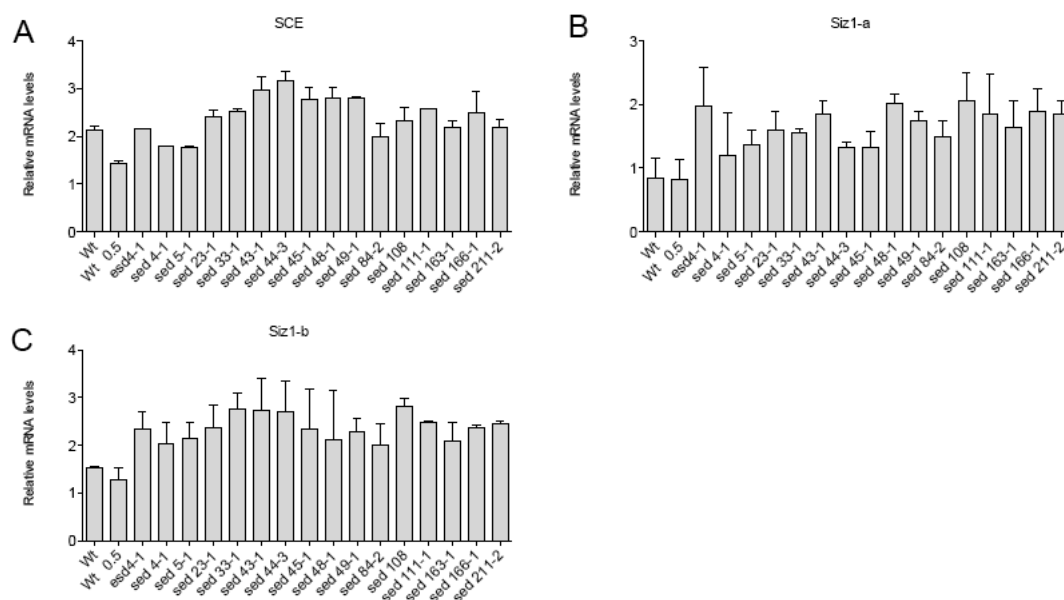 A
SCE
Relative mRNA levels
4
3
2
1
0
Wt
Wt 0.5
esd4-1
sed 4-1
sed 5-1
sed 23-1
sed 33-1
sed 43-1
sed 44-3
sed 45-1
sed 48-1
sed 49-1
sed 84-2
sed 108
sed 111-1
sed 163-1
sed 166-1
sed 211-2
B
Siz1-a
Relative mRNA levels
3
2
1
0
Wt
Wt 0.5
esd4-1
sed 4-1
sed 5-1
sed 23-1
sed 33-1
sed 43-1
sed 44-3
sed 45-1
sed 48-1
sed 49-1
sed 84-2
sed 108
sed 111-1
sed 163-1
sed 166-1
sed 211-2
C
Siz1-b
Relative mRNA levels
4
3
2
1
0
Wt
Wt 0.5
esd4-1
sed 4-1
sed 5-1
sed 23-1
sed 33-1
sed 43-1
sed 44-3
sed 45-1
sed 48-1
sed 49-1
sed 84-2
sed 108
sed 111-1
sed 163-1
sed 166-1
sed 211-2